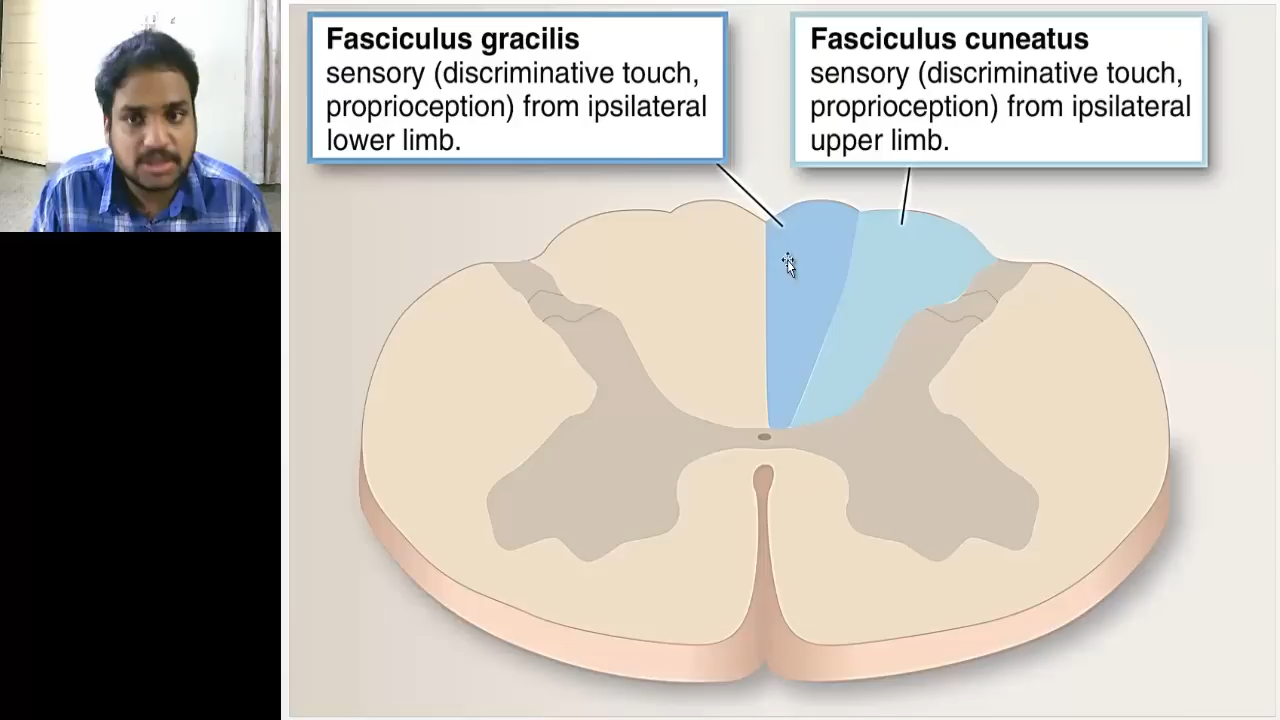 Fasciculus gracilis
sensory (discriminative touch,
proprioception) from ipsilateral
lower limb.
Fasciculus cuneatus
sensory (discriminative touch,
proprioception) from ipsilateral
upper limb.